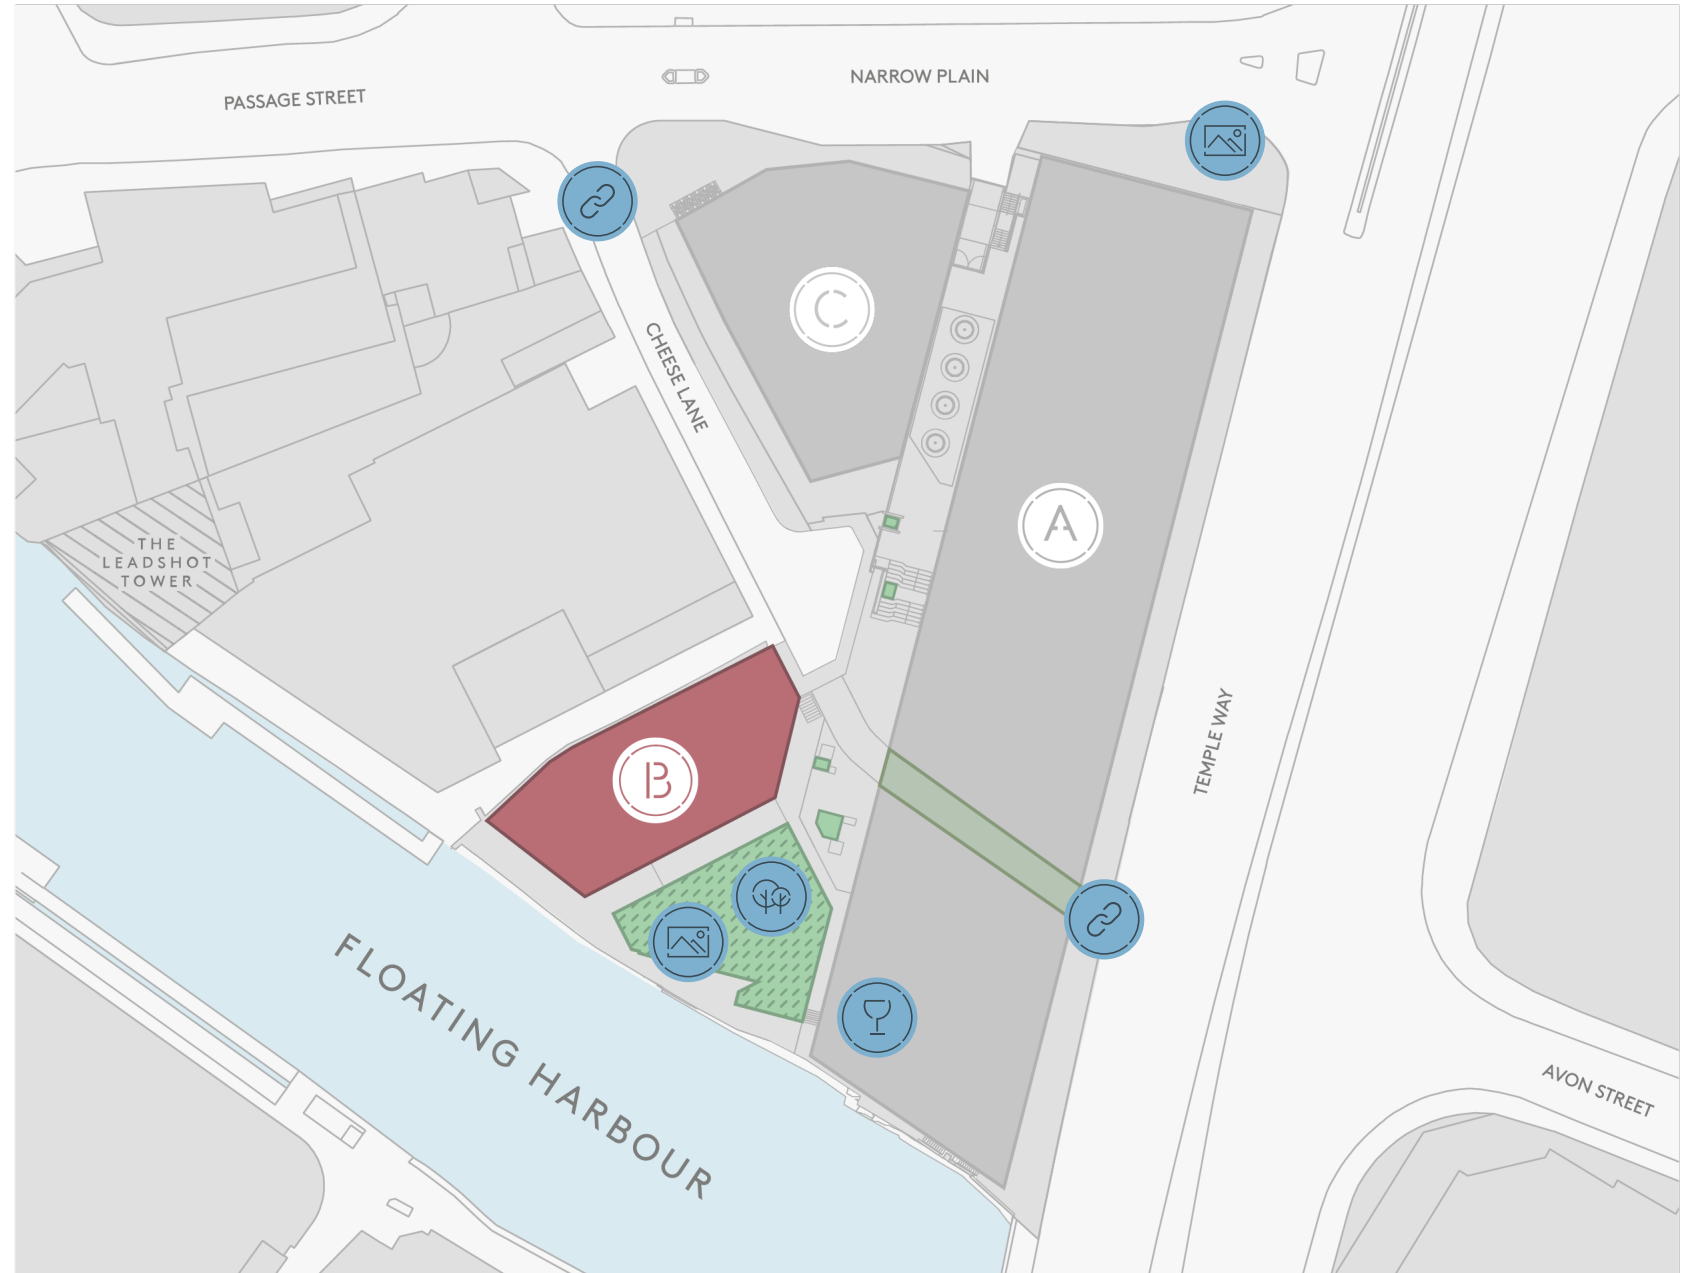 NARROW PLAIN
PASSAGE STREET
C
CHEESE LANE
A
THE
LEADSHOT
TOWER
TEMPLE WAY
B
FLOATING HARBOUR
AVON STREET